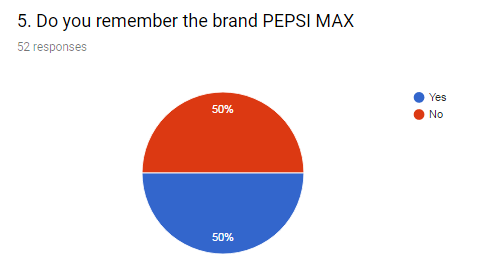 5. Do you remember the brand PEPSI MAX
52 responses
Yes
No
50%
50%